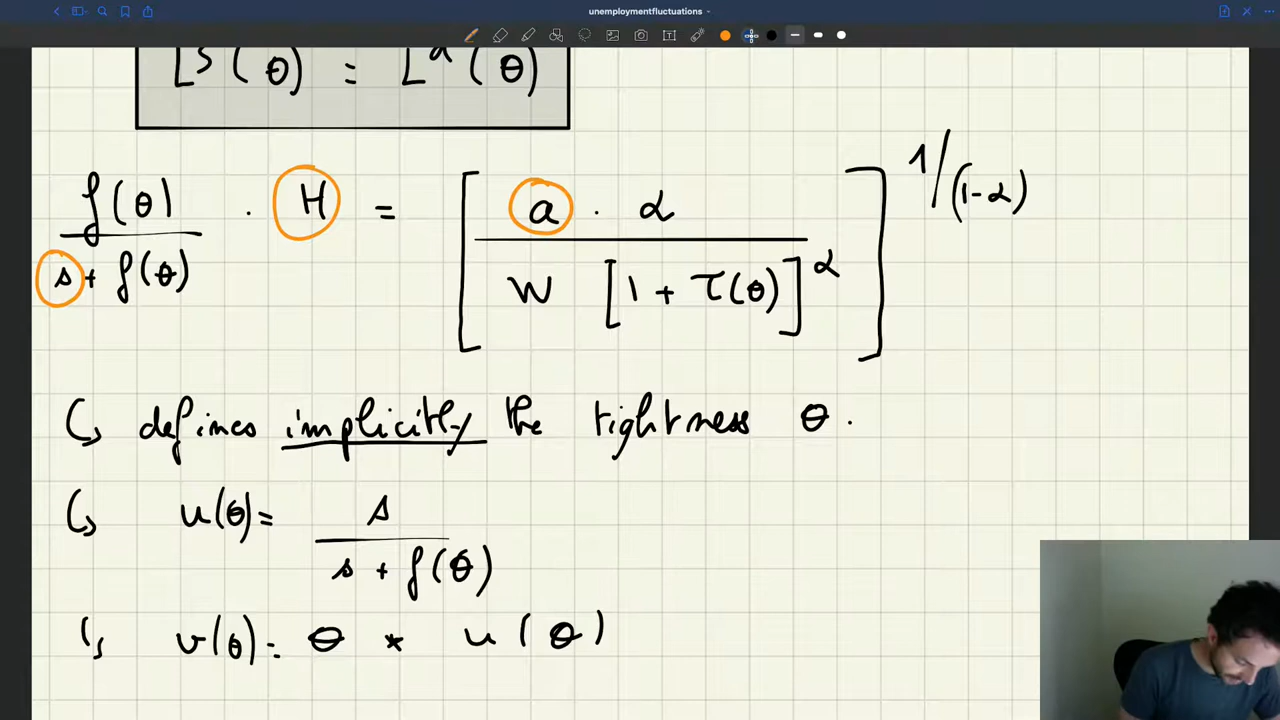 unemploymentfluctuations
L^s(θ) = L^d(θ)
f(θ) / s + f(θ) · H = [ a · α / W [1 + τ(θ)]^α ]^1/(1-α)
↳ defines implicitly the tightness θ.
↳ u(θ) = s / s + f(θ)
↳ v(θ) = θ * u(θ)